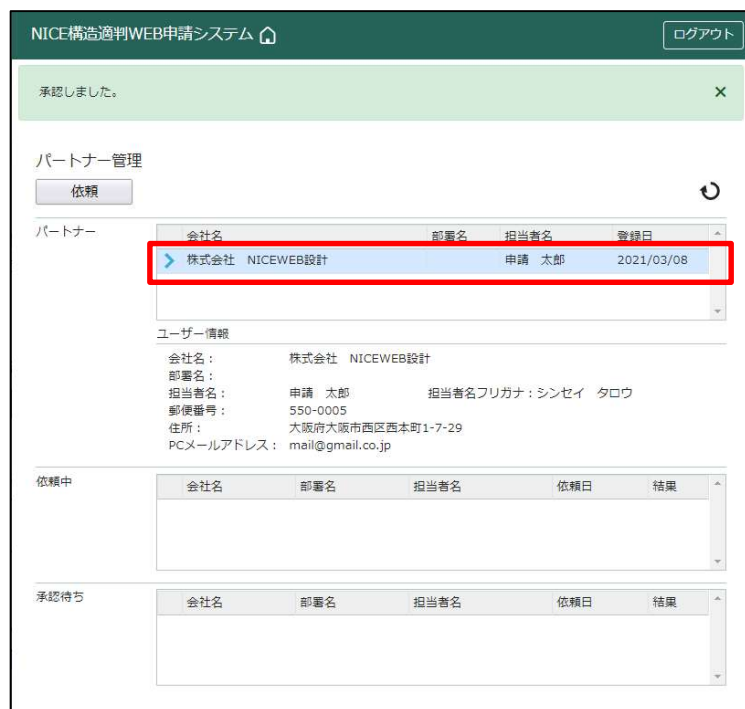 NICE構造適判WEB申請システム ログアウト
承認しました。 ×
パートナー管理
依頼
パートナー 会社名 部署名 担当者名 登録日
株式会社 NICEWEB設計 申請 太郎 2021/03/08
ユーザー情報
会社名: 株式会社 NICEWEB設計
部署名:
担当者名: 申請 太郎 担当者名フリガナ:シンセイ タロウ
郵便番号: 550-0005
住所: 大阪府大阪市西区西本町1-7-29
PCメールアドレス: mail@gmail.co.jp
依頼中 会社名 部署名 担当者名 依頼日 結果
承認待ち 会社名 部署名 担当者名 依頼日 結果